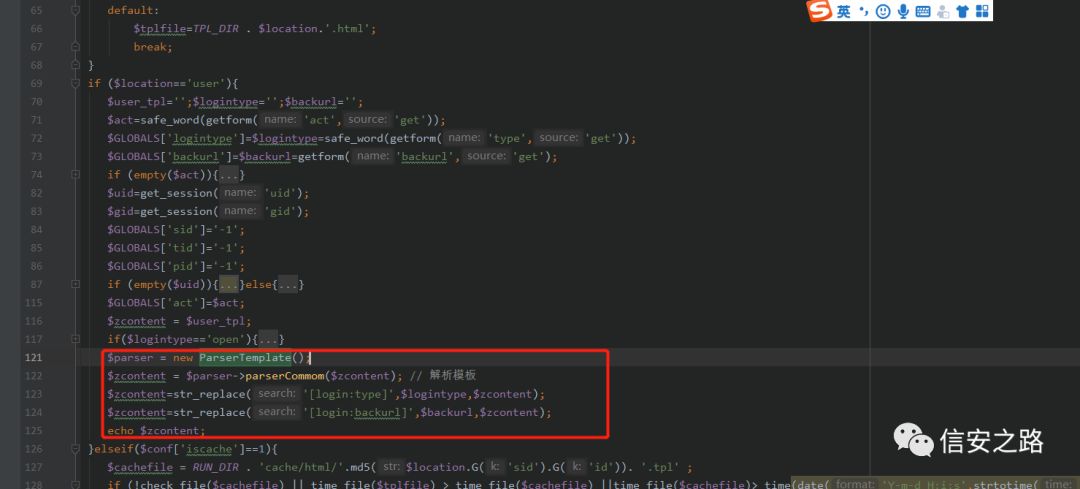 英
65 default:
66 $tplfile=TPL_DIR . $location.'.html';
67 break;
68 }
69 if ($location=='user'){
70 $user_tpl='';$logintype='';$backurl='';
71 $act=safe_word(getform( name: 'act', source: 'get'));
72 $GLOBALS['logintype']=$logintype=safe_word(getform( name: 'type', source: 'get'));
73 $GLOBALS['backurl']=$backurl=getform( name: 'backurl', source: 'get');
74 if (empty($act)){...}
82 $uid=get_session( name: 'uid');
83 $gid=get_session( name: 'gid');
84 $GLOBALS['sid']='-1';
85 $GLOBALS['tid']='-1';
86 $GLOBALS['pid']='-1';
87 if (empty($uid)){...}else{...}
115 $GLOBALS['act']=$act;
116 $zcontent = $user_tpl;
117 if($logintype=='open'){...}
121 $parser = new ParserTemplate();
122 $zcontent = $parser->parserCommom($zcontent); // 解析模板
123 $zcontent=str_replace( search: '[login:type]',$logintype,$zcontent);
124 $zcontent=str_replace( search: '[login:backurl]',$backurl,$zcontent);
125 echo $zcontent;
126 }elseif($conf['iscache']==1){
127 $cachefile = RUN_DIR . 'cache/html/'.md5( str: $location.G( k: 'sid').G( k: 'id')). '.tpl' ;
128 if (!check_file($cachefile) || time_file($tplfile) > time_file($cachefile) ||time_file($cachefile)> time(date( format: 'Y-m-d H:i:s',strtotime( time:
信安之路